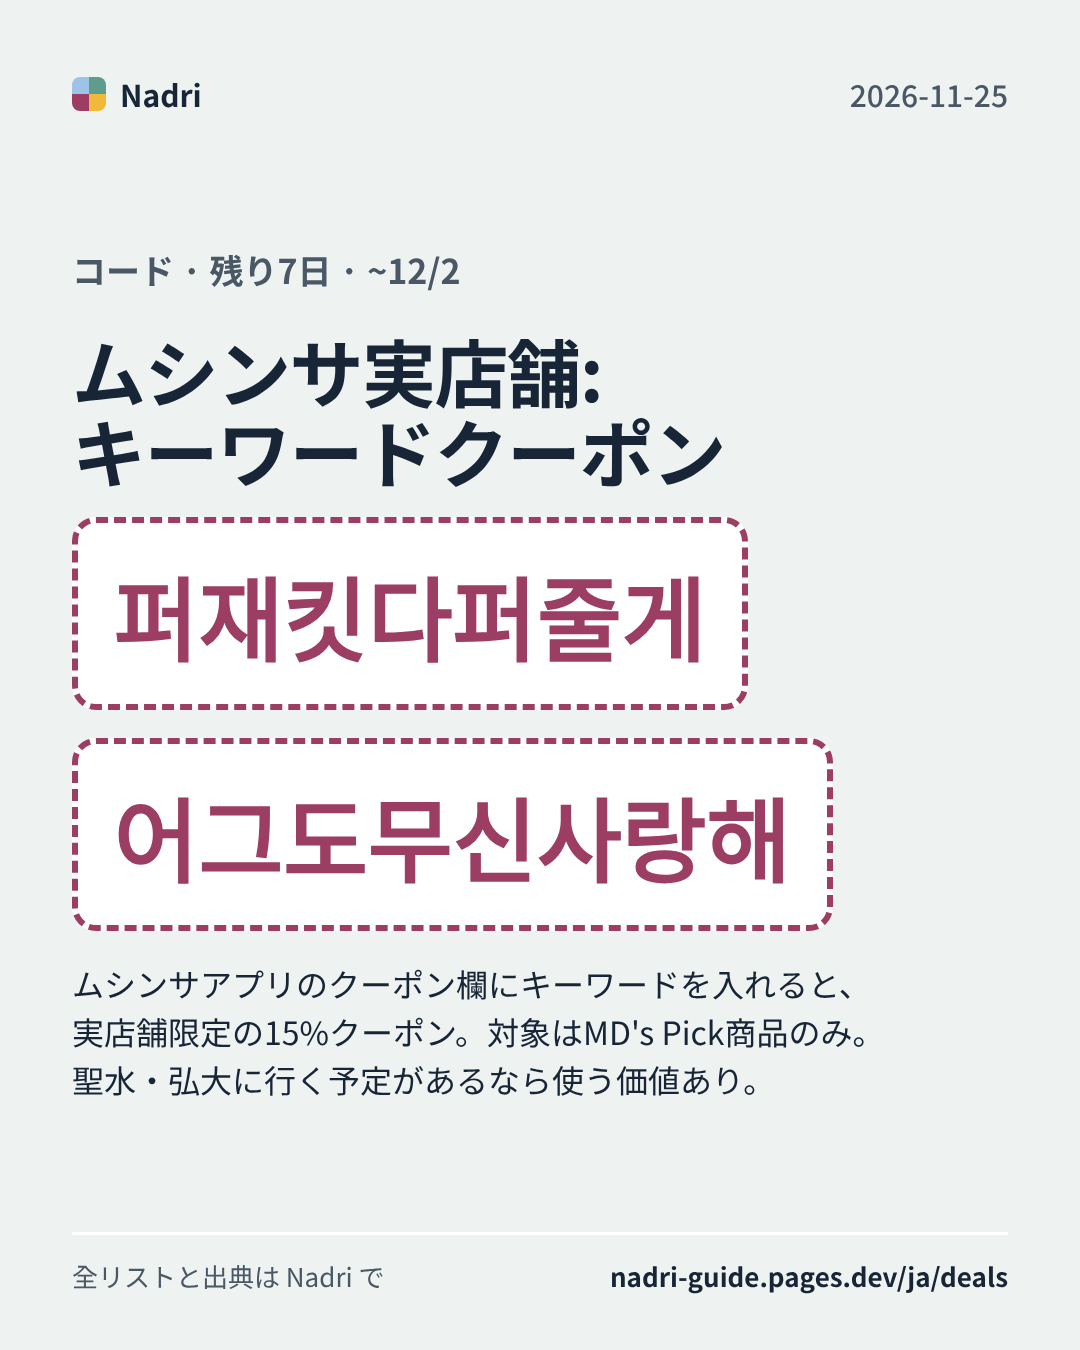 Nadri
2026-11-25
コード · 残り7日 · ~12/2
ムシンサ実店舗:
キーワードクーポン
퍼재킷다퍼줄게
어그도무신사랑해
ムシンサアプリのクーポン欄にキーワードを入れると、
実店舗限定の15%クーポン。対象はMD's Pick商品のみ。
聖水・弘大に行く予定があるなら使う価値あり。
全リストと出典は Nadri で
nadri-guide.pages.dev/ja/deals